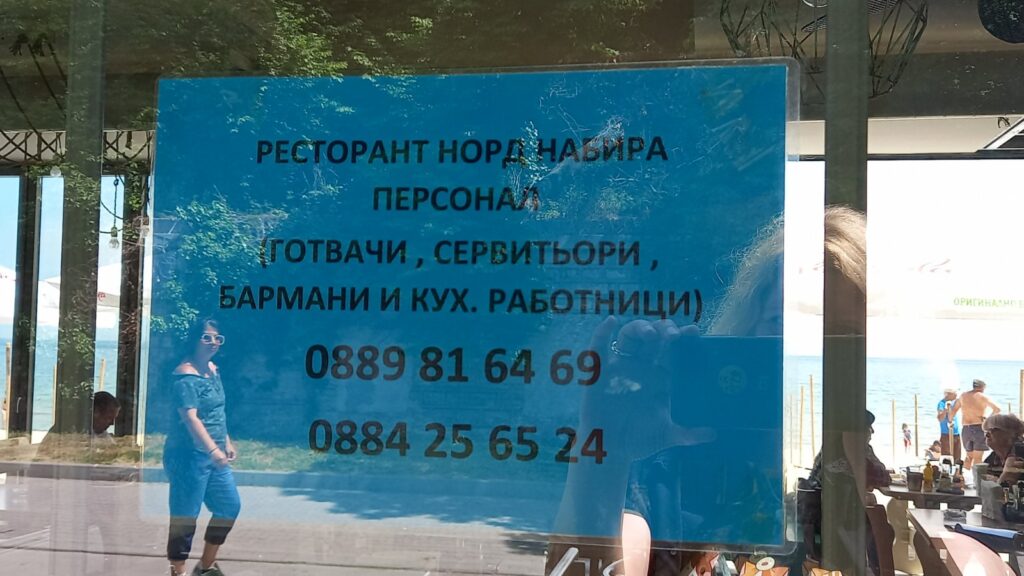 РЕСТОРАНТ НОРД НАБИРА
ПЕРСОНАЛ
(ГОТВАЧИ , СЕРВИТЬОРИ ,
БАРМАНИ И КУХ. РАБОТНИЦИ)
0889 81 64 69
0884 25 65 24